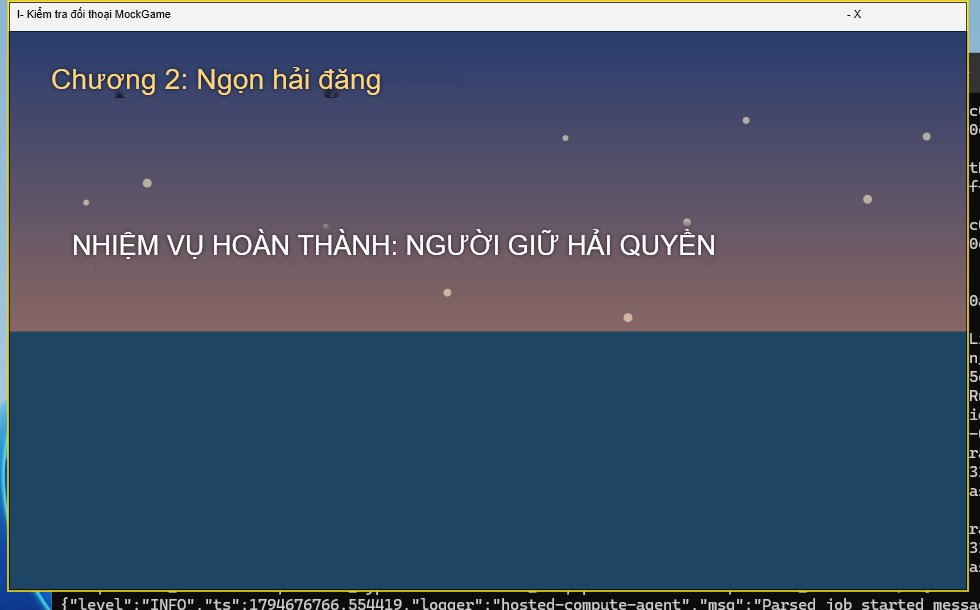 I- Kiểm tra đối thoại MockGame
- X
Chương 2: Ngọn hải đăng
NHIỆM VỤ HOÀN THÀNH: NGƯỜI GIỮ HẢI QUYỀN
{"level":"INFO","ts":1794676766.554419,"logger":"hosted-compute-agent","msg":"Parsed job started